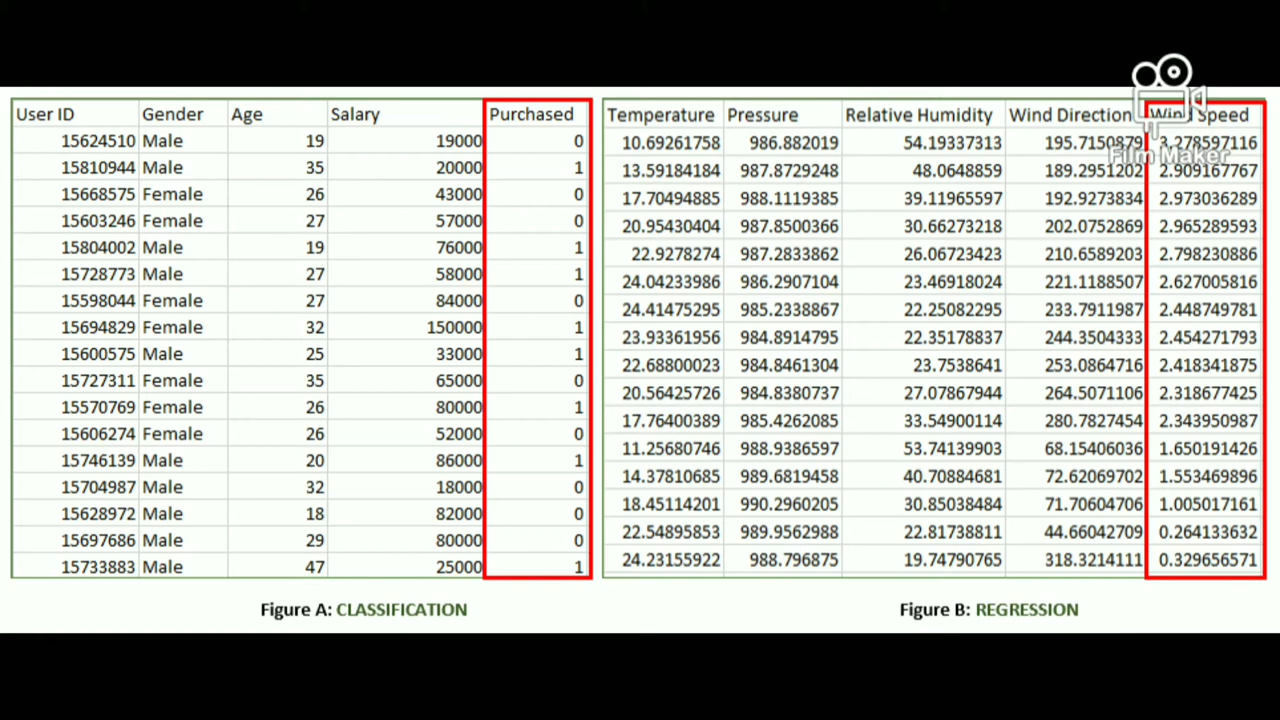 User ID Gender Age Salary Purchased
15624510 Male 19 19000 0
15810944 Male 35 20000 1
15668575 Female 26 43000 0
15603246 Female 27 57000 0
15804002 Male 19 76000 1
15728773 Male 27 58000 1
15598044 Female 27 84000 0
15694829 Female 32 150000 1
15600575 Male 25 33000 1
15727311 Female 35 65000 0
15570769 Female 26 80000 1
15606274 Female 26 52000 0
15746139 Male 20 86000 1
15704987 Male 32 18000 0
15628972 Male 18 82000 0
15697686 Male 29 80000 0
15733883 Male 47 25000 1
Figure A: CLASSIFICATION
Temperature Pressure Relative Humidity Wind Direction Wind Speed
10.69261758 986.882019 54.19337313 195.7150879 3.278597116
13.59184184 987.8729248 48.0648859 189.2951202 2.909167767
17.70494885 988.1119385 39.11965597 192.9273834 2.973036289
20.95430404 987.8500366 30.66273218 202.0752869 2.965289593
22.9278274 987.2833862 26.06723423 210.6589203 2.798230886
24.04233986 986.2907104 23.46918024 221.1188507 2.627005816
24.41475295 985.2338867 22.25082295 233.7911987 2.448749781
23.93361956 984.8914795 22.35178837 244.3504333 2.454271793
22.68800023 984.8461304 23.7538641 253.0864716 2.418341875
20.56425726 984.8380737 27.07867944 264.5071106 2.318677425
17.76400389 985.4262085 33.54900114 280.7827454 2.343950987
11.25680746 988.9386597 53.74139903 68.15406036 1.650191426
14.37810685 989.6819458 40.70884681 72.62069702 1.553469896
18.45114201 990.2960205 30.85038484 71.70604706 1.005017161
22.54895853 989.9562988 22.81738811 44.66042709 0.264133632
24.23155922 988.796875 19.74790765 318.3214111 0.329656571
Figure B: REGRESSION
Film Maker